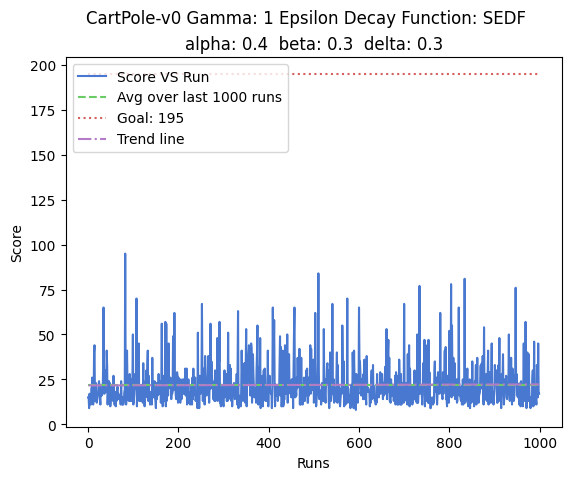 CartPole-v0 Gamma: 1 Epsilon Decay Function: SEDF
alpha: 0.4  beta: 0.3  delta: 0.3
Score VS Run
Avg over last 1000 runs
Goal: 195
Trend line
200
175
150
125
100
75
50
25
0
Score
0 200 400 600 800 1000
Runs